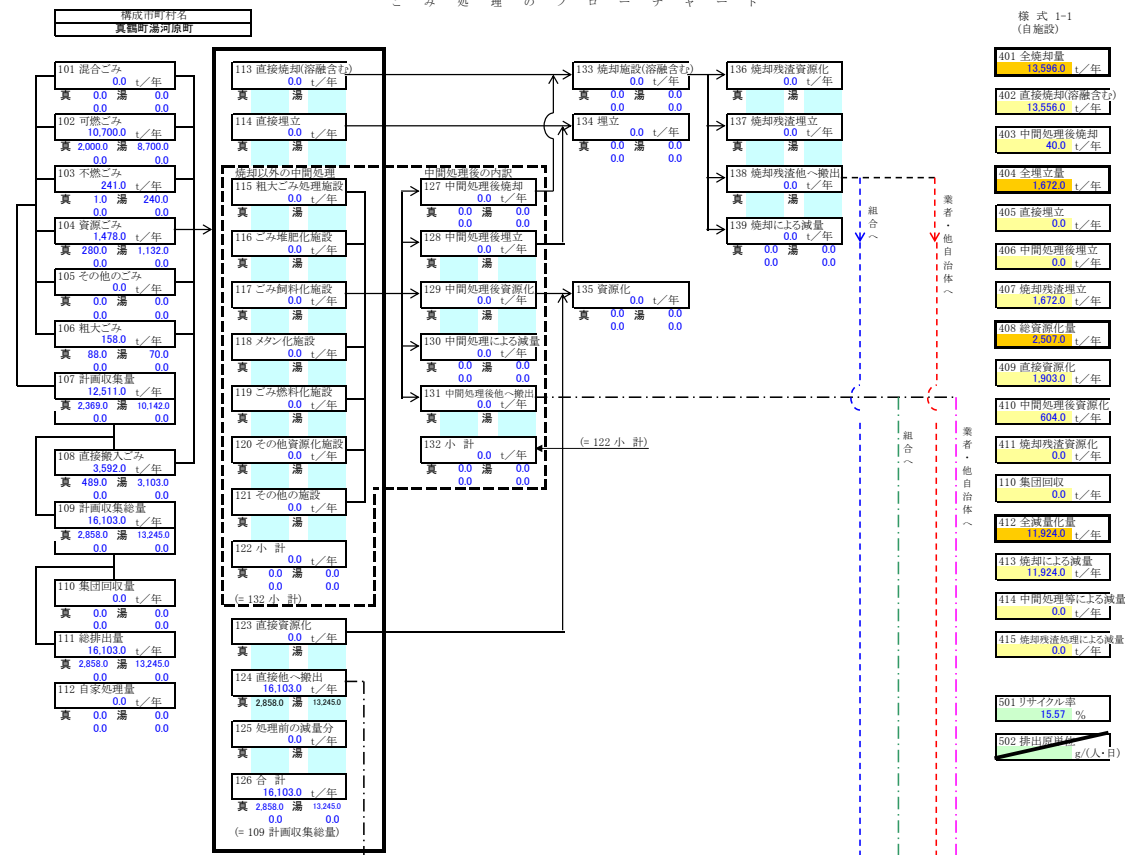 ごみ処理のフローチャート
構成市町村名
真鶴町湯河原町
様 式 1-1
(自施設)
101 混合ごみ
0.0 t/年
真 0.0 湯 0.0
0.0 0.0
102 可燃ごみ
10,700.0 t/年
真 2,000.0 湯 8,700.0
0.0 0.0
103 不燃ごみ
241.0 t/年
真 1.0 湯 240.0
0.0 0.0
104 資源ごみ
1,478.0 t/年
真 280.0 湯 1,132.0
0.0 0.0
105 その他のごみ
0.0 t/年
真 0.0 湯 0.0
0.0 0.0
106 粗大ごみ
158.0 t/年
真 88.0 湯 70.0
0.0 0.0
107 計画収集量
12,511.0 t/年
真 2,369.0 湯 10,142.0
0.0 0.0
108 直接搬入ごみ
3,592.0 t/年
真 489.0 湯 3,103.0
0.0 0.0
109 計画収集総量
16,103.0 t/年
真 2,858.0 湯 13,245.0
0.0 0.0
110 集団回収量
0.0 t/年
真 0.0 湯 0.0
0.0 0.0
111 総排出量
16,103.0 t/年
真 2,858.0 湯 13,245.0
0.0 0.0
112 自家処理量
0.0 t/年
真 0.0 湯 0.0
0.0 0.0
113 直接焼却(溶融含む)
0.0 t/年
真 湯
114 直接埋立
0.0 t/年
真 湯
焼却以外の中間処理
115 粗大ごみ処理施設
0.0 t/年
真 湯
116 ごみ堆肥化施設
0.0 t/年
真 湯
117 ごみ飼料化施設
0.0 t/年
真 湯
118 メタン化施設
0.0 t/年
真 湯
119 ごみ燃料化施設
0.0 t/年
真 湯
120 その他資源化施設
0.0 t/年
真 湯
121 その他の施設
0.0 t/年
真 湯
122 小 計
0.0 t/年
真 0.0 湯 0.0
0.0 0.0
(= 132 小 計)
123 直接資源化
0.0 t/年
真 湯
124 直接他へ搬出
16,103.0 t/年
真 2,858.0 湯 13,245.0
125 処理前の減量分
0.0 t/年
真 湯
126 合 計
16,103.0 t/年
真 2,858.0 湯 13,245.0
0.0 0.0
(= 109 計画収集総量)
中間処理後の内訳
127 中間処理後焼却
0.0 t/年
真 0.0 湯 0.0
0.0 0.0
128 中間処理後埋立
0.0 t/年
真 0.0 湯 0.0
0.0 0.0
129 中間処理後資源化
0.0 t/年
真 0.0 湯 0.0
0.0 0.0
130 中間処理による減量
0.0 t/年
真 0.0 湯 0.0
0.0 0.0
131 中間処理後他へ搬出
0.0 t/年
真 湯
132 小 計
0.0 t/年
真 0.0 湯 0.0
0.0 0.0
(= 122 小 計)
133 焼却施設(溶融含む)
0.0 t/年
真 0.0 湯 0.0
0.0 0.0
134 埋立
0.0 t/年
真 0.0 湯 0.0
0.0 0.0
135 資源化
0.0 t/年
真 0.0 湯 0.0
0.0 0.0
136 焼却残渣資源化
0.0 t/年
真 湯
137 焼却残渣埋立
0.0 t/年
真 湯
138 焼却残渣他へ搬出
0.0 t/年
真 湯
139 焼却による減量
0.0 t/年
真 0.0 湯 0.0
0.0 0.0
組合へ
業者・他自治体へ
組合へ
業者・他自治体へ
401 全焼却量
13,596.0 t/年
402 直接焼却(溶融含む)
13,556.0 t/年
403 中間処理後焼却
40.0 t/年
404 全埋立量
1,672.0 t/年
405 直接埋立
0.0 t/年
406 中間処理後埋立
0.0 t/年
407 焼却残渣埋立
1,672.0 t/年
408 総資源化量
2,507.0 t/年
409 直接資源化
1,903.0 t/年
410 中間処理後資源化
604.0 t/年
411 焼却残渣資源化
0.0 t/年
110 集団回収
0.0 t/年
412 全減量化量
11,924.0 t/年
413 焼却による減量
11,924.0 t/年
414 中間処理等による減量
0.0 t/年
415 焼却残渣処理による減量
0.0 t/年
501 リサイクル率
15.57 %
502 排出原単位
g/(人・日)